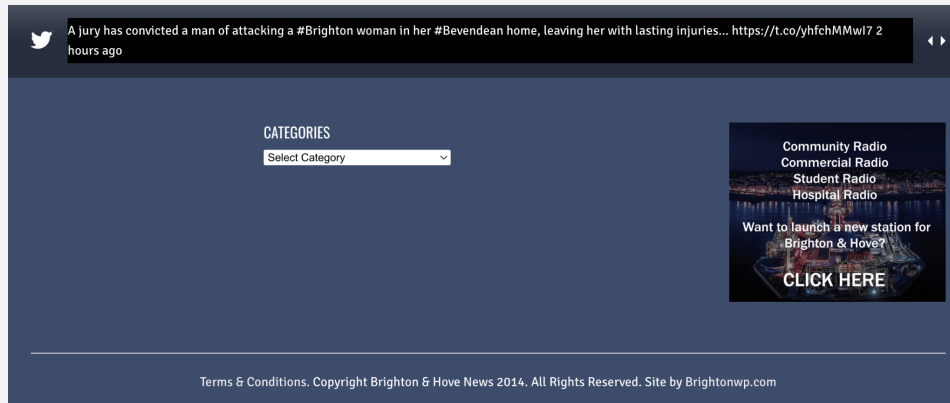 A jury has convicted a man of attacking a #Brighton woman in her #Bevendean home, leaving her with lasting injuries... https://t.co/yhfchMMwI7 2
hours ago
CATEGORIES
Select Category
Community Radio
Commercial Radio
Student Radio
Hospital Radio
Want to launch a new station for
Brighton & Hove?
CLICK HERE
Terms & Conditions. Copyright Brighton & Hove News 2014. All Rights Reserved. Site by Brightonwp.com